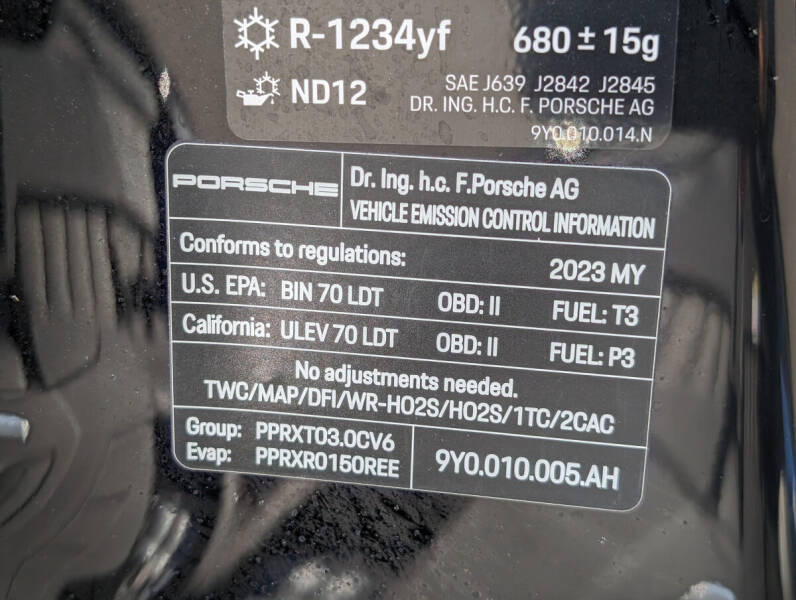 R-1234yf 680 ± 15g
ND12 SAE J639 J2842 J2845
DR. ING. H.C. F. PORSCHE AG
9Y0.010.014.N
PORSCHE Dr. Ing. h.c. F.Porsche AG
VEHICLE EMISSION CONTROL INFORMATION
Conforms to regulations: 2023 MY
U.S. EPA: BIN 70 LDT OBD: II FUEL: T3
California: ULEV 70 LDT OBD: II FUEL: P3
No adjustments needed.
TWC/MAP/DFI/WR-HO2S/HO2S/1TC/2CAC
Group: PPRXT03.0CV6
Evap: PPRXR0150REE
9Y0.010.005.AH